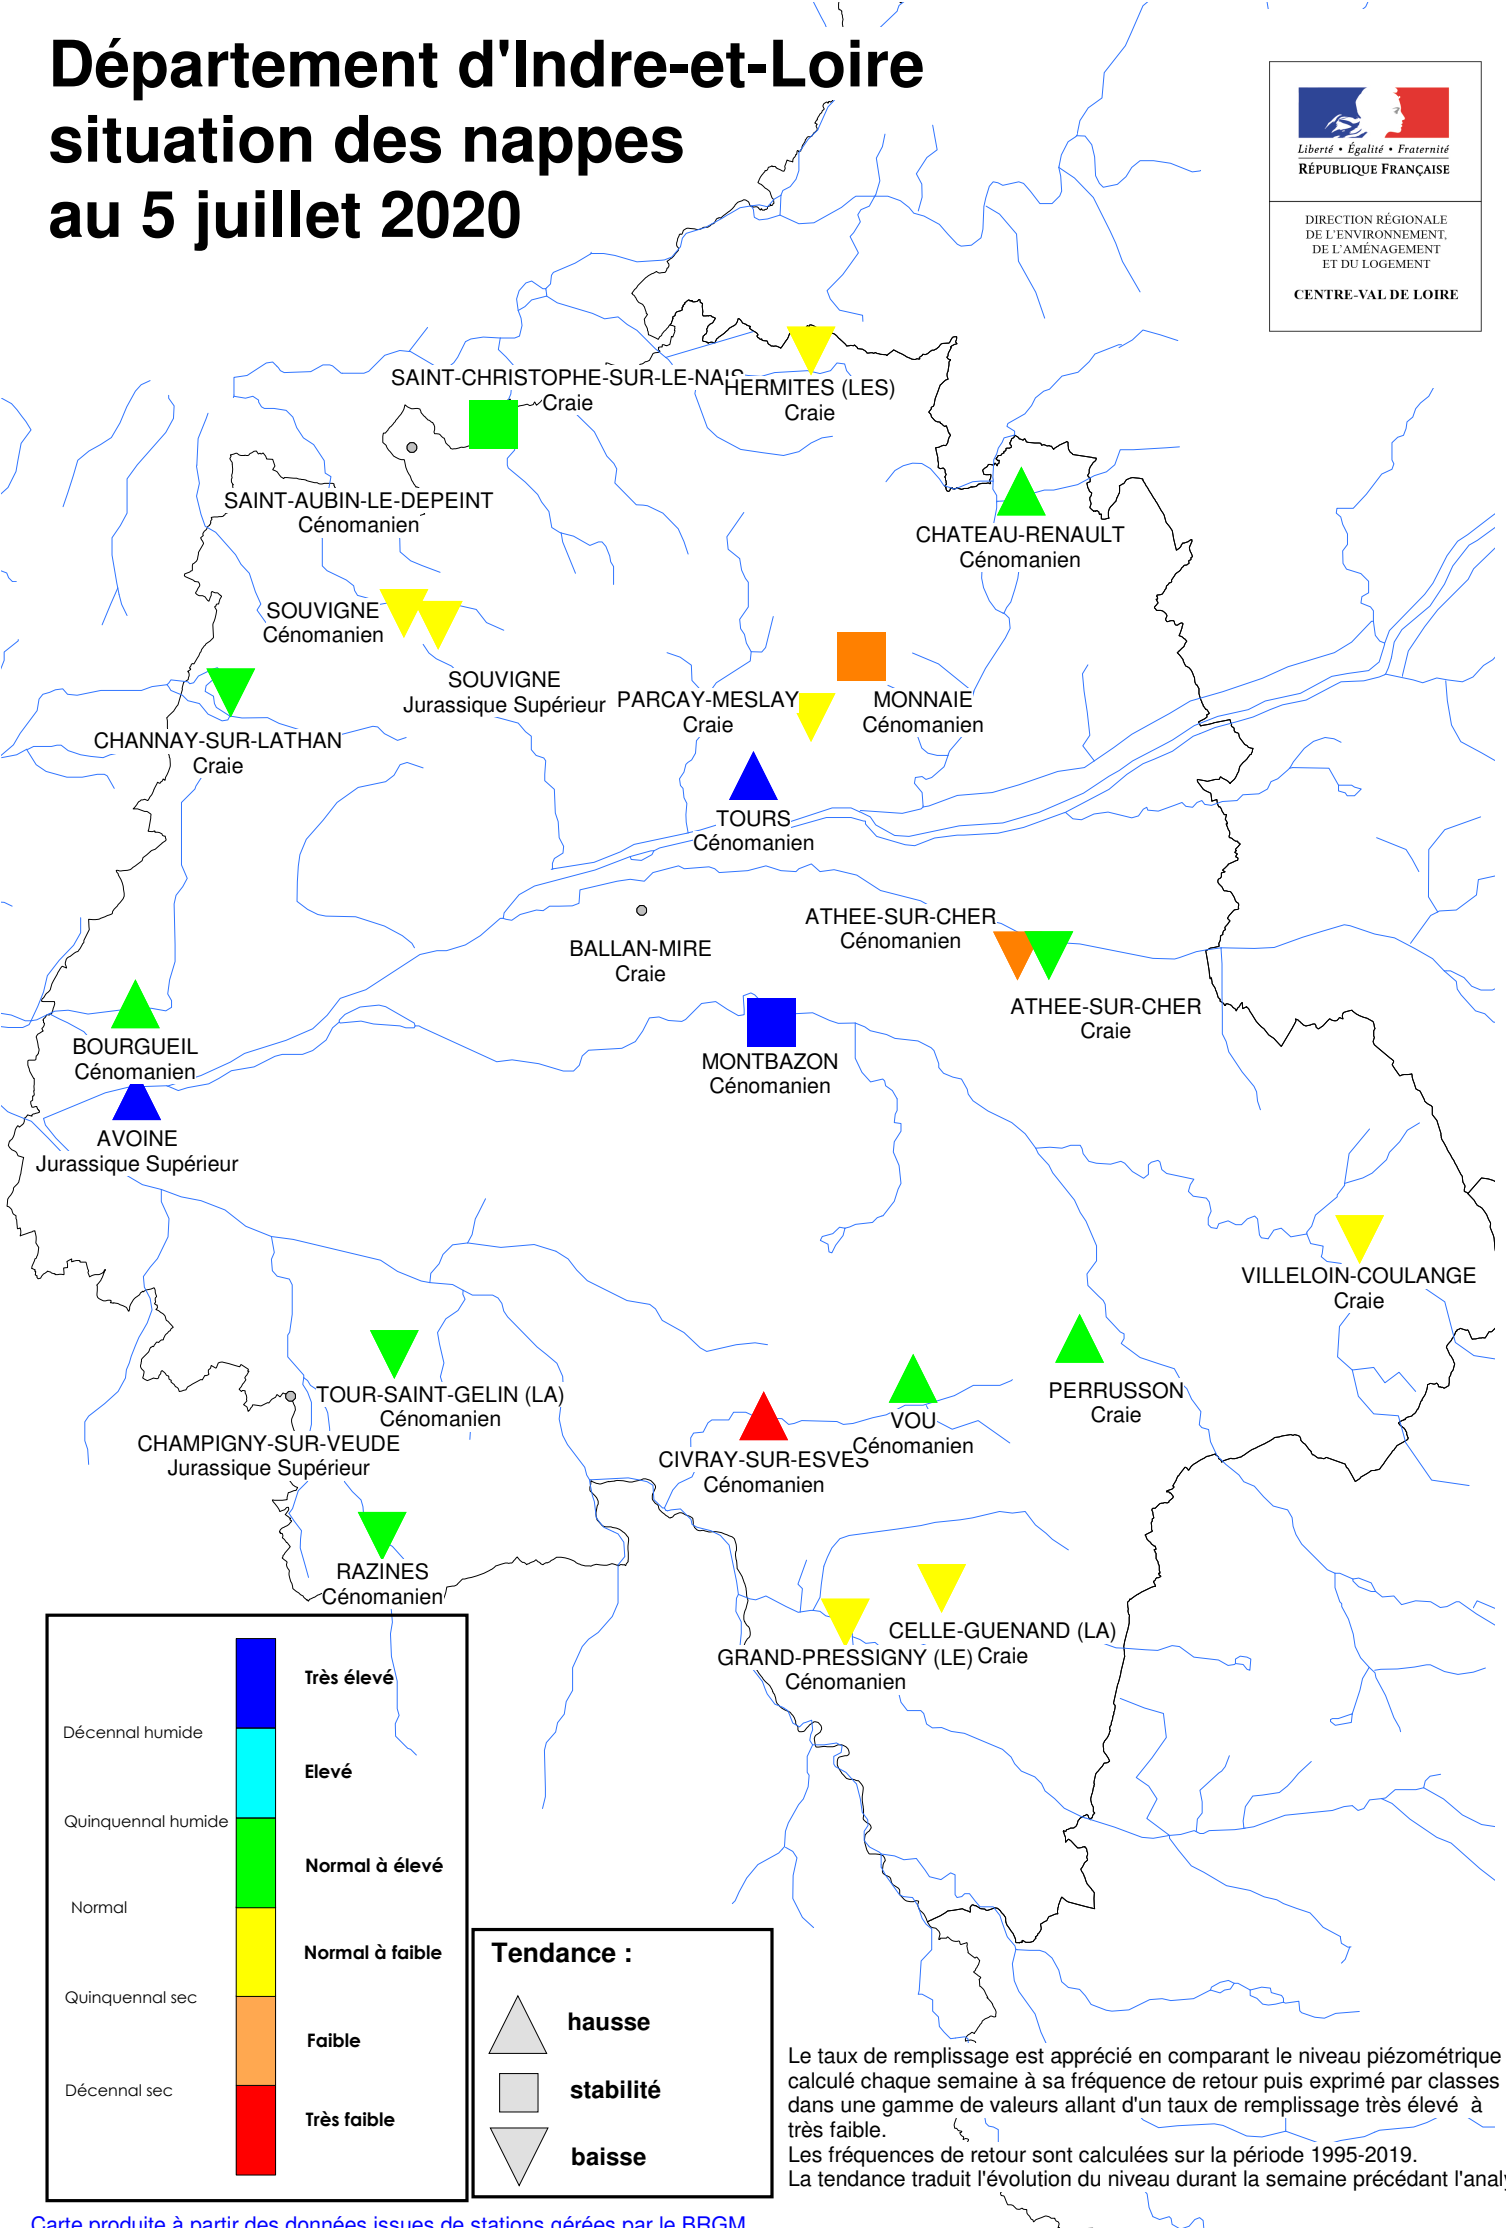 Département d'Indre-et-Loire
situation des nappes
au 5 juillet 2020
Liberté • Égalité • Fraternité
RÉPUBLIQUE FRANÇAISE
DIRECTION RÉGIONALE
DE L'ENVIRONNEMENT,
DE L'AMÉNAGEMENT
ET DU LOGEMENT
CENTRE-VAL DE LOIRE
SAINT-CHRISTOPHE-SUR-LE-NAIS
Craie
HERMITES (LES)
Craie
SAINT-AUBIN-LE-DEPEINT
Cénomanien
CHATEAU-RENAULT
Cénomanien
SOUVIGNE
Cénomanien
SOUVIGNE
Jurassique Supérieur
PARCAY-MESLAY
Craie
MONNAIE
Cénomanien
CHANNAY-SUR-LATHAN
Craie
TOURS
Cénomanien
BALLAN-MIRE
Craie
ATHEE-SUR-CHER
Cénomanien
ATHEE-SUR-CHER
Craie
BOURGUEIL
Cénomanien
MONTBAZON
Cénomanien
AVOINE
Jurassique Supérieur
VILLELOIN-COULANGE
Craie
TOUR-SAINT-GELIN (LA)
Cénomanien
PERRUSSON
Craie
VOU
Cénomanien
CHAMPIGNY-SUR-VEUDE
Jurassique Supérieur
CIVRAY-SUR-ESVES
Cénomanien
RAZINES
Cénomanien
CELLE-GUENAND (LA)
Craie
GRAND-PRESSIGNY (LE)
Cénomanien
Très élevé
Décennal humide
Elevé
Quinquennal humide
Normal à élevé
Normal
Normal à faible
Quinquennal sec
Faible
Décennal sec
Très faible
Tendance :
hausse
stabilité
baisse
Le taux de remplissage est apprécié en comparant le niveau piézométrique
calculé chaque semaine à sa fréquence de retour puis exprimé par classes
dans une gamme de valeurs allant d'un taux de remplissage très élevé à
très faible.
Les fréquences de retour sont calculées sur la période 1995-2019.
La tendance traduit l'évolution du niveau durant la semaine précédant
Carte produite à partir des données issues de stations gérées par le BRGM